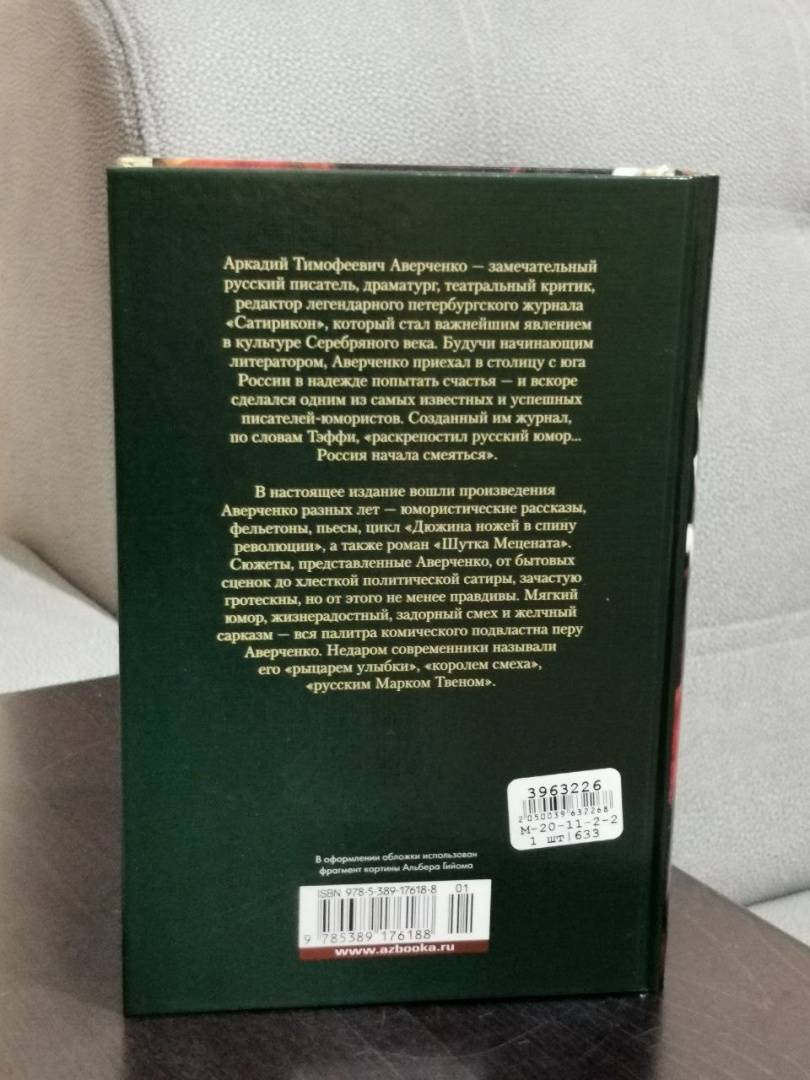 Аркадий Тимофеевич Аверченко — замечательный
русский писатель, драматург, театральный критик,
редактор легендарного петербургского журнала
«Сатирикон», который стал важнейшим явлением
в культуре Серебряного века. Будучи начинающим
литератором, Аверченко приехал в столицу с юга
России в надежде попытать счастья — и вскоре
сделался одним из самых известных и успешных
писателей-юмористов. Созданный им журнал,
по словам Тэффи, «раскрепостил русский юмор...
Россия начала смеяться».
В настоящее издание вошли произведения
Аверченко разных лет — юмористические рассказы,
фельетоны, пьесы, цикл «Дюжина ножей в спину
революции», а также роман «Шутка Мецената».
Сюжеты, представленные Аверченко, от бытовых
сценок до хлесткой политической сатиры, зачастую
гротескны, но от этого не менее правдивы. Мягкий
юмор, жизнерадостный, задорный смех и желчный
сарказм — вся палитра комического подвластна перу
Аверченко. Недаром современники называли
его «рыцарем улыбки», «королем смеха»,
«русским Марком Твеном».
3963226
2 050039 632268
М-20-11-2-2
1 шт|633
В оформлении обложки использован
фрагмент картины Альбера Гийома
ISBN 978-5-389-17618-8 01
9 785389 176188
www.azbooka.ru